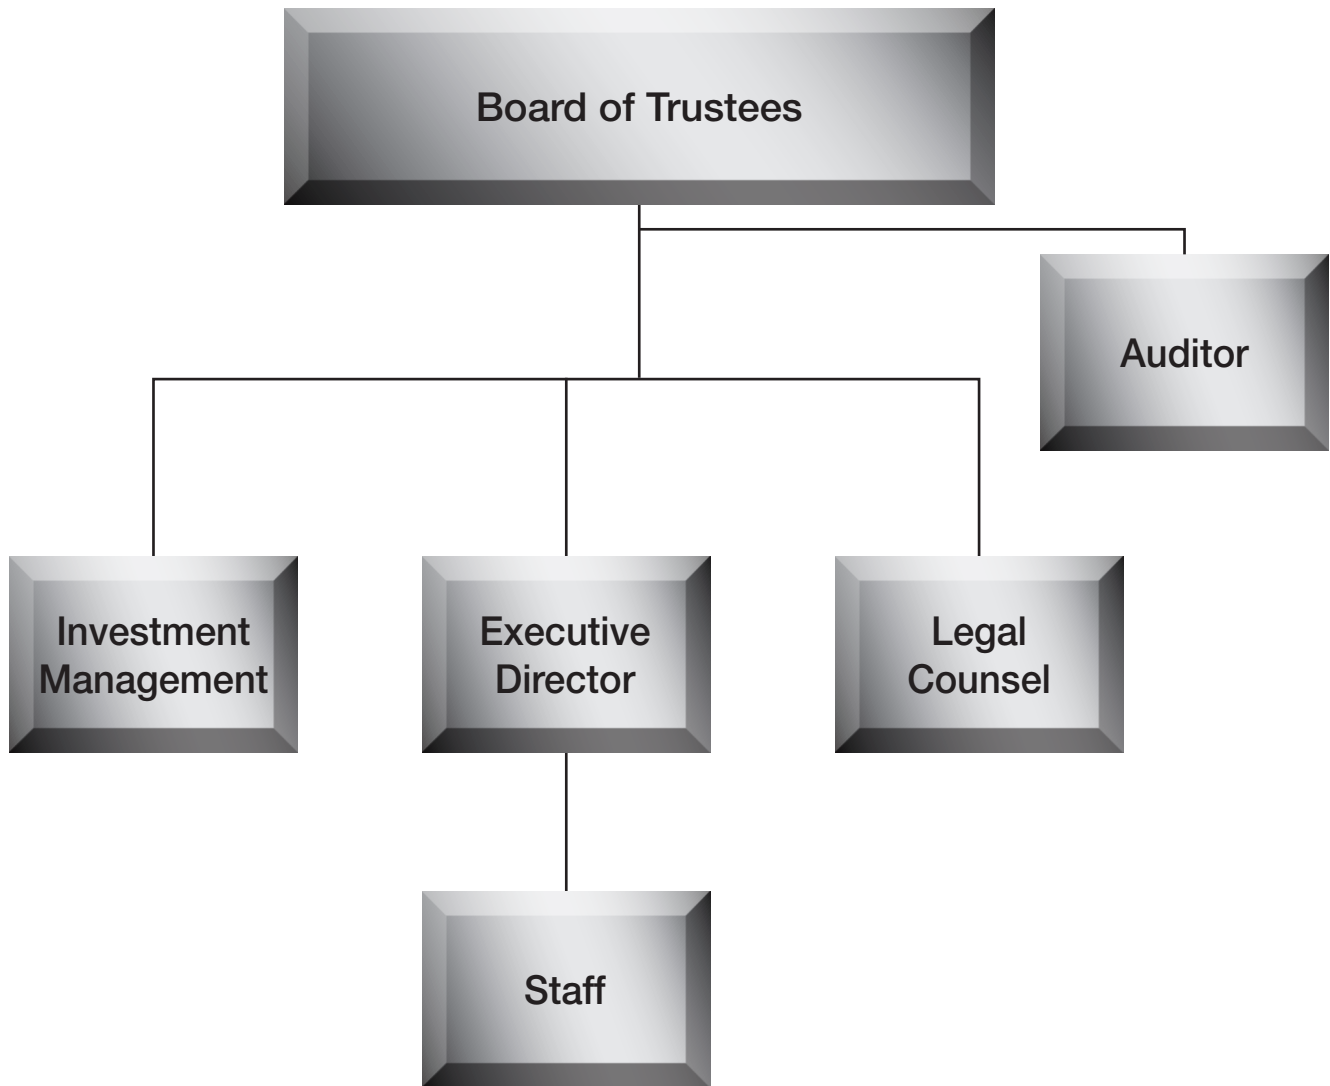 Board of Trustees
Auditor
Investment
Management
Executive
Director
Legal
Counsel
Staff